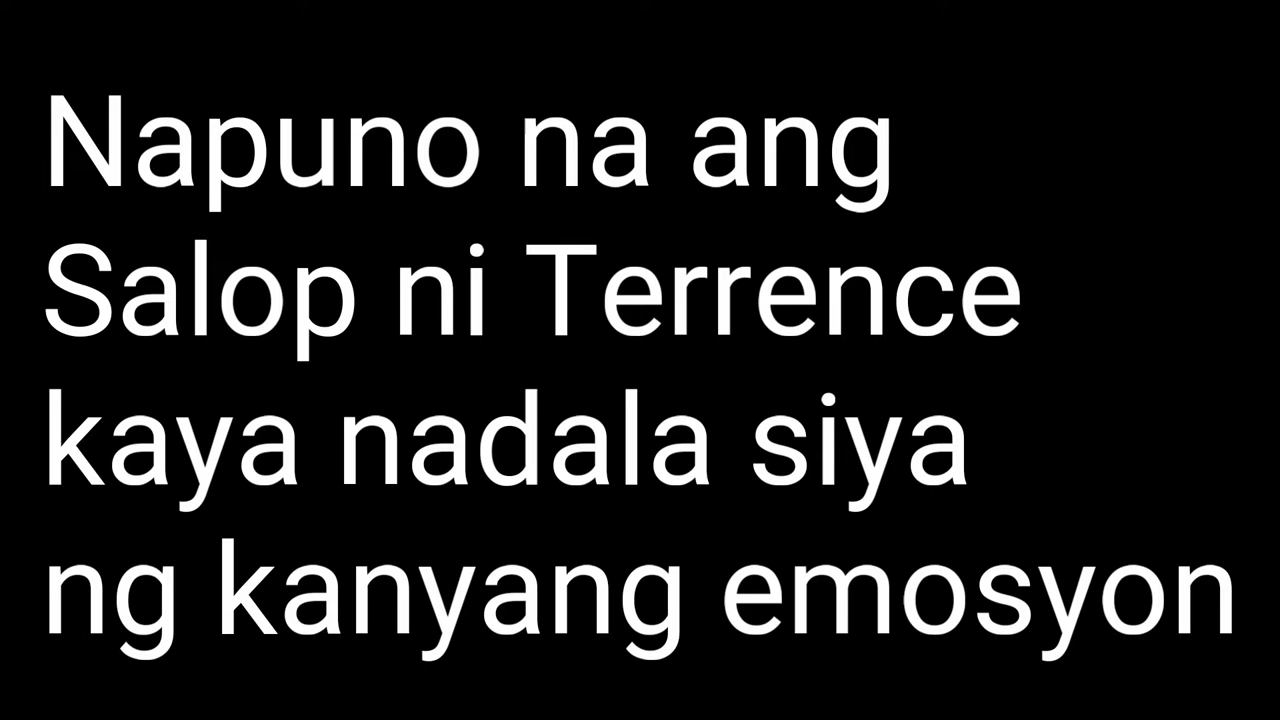 Napuno na ang
Salop ni Terrence
kaya nadala siya
ng kanyang emosyon